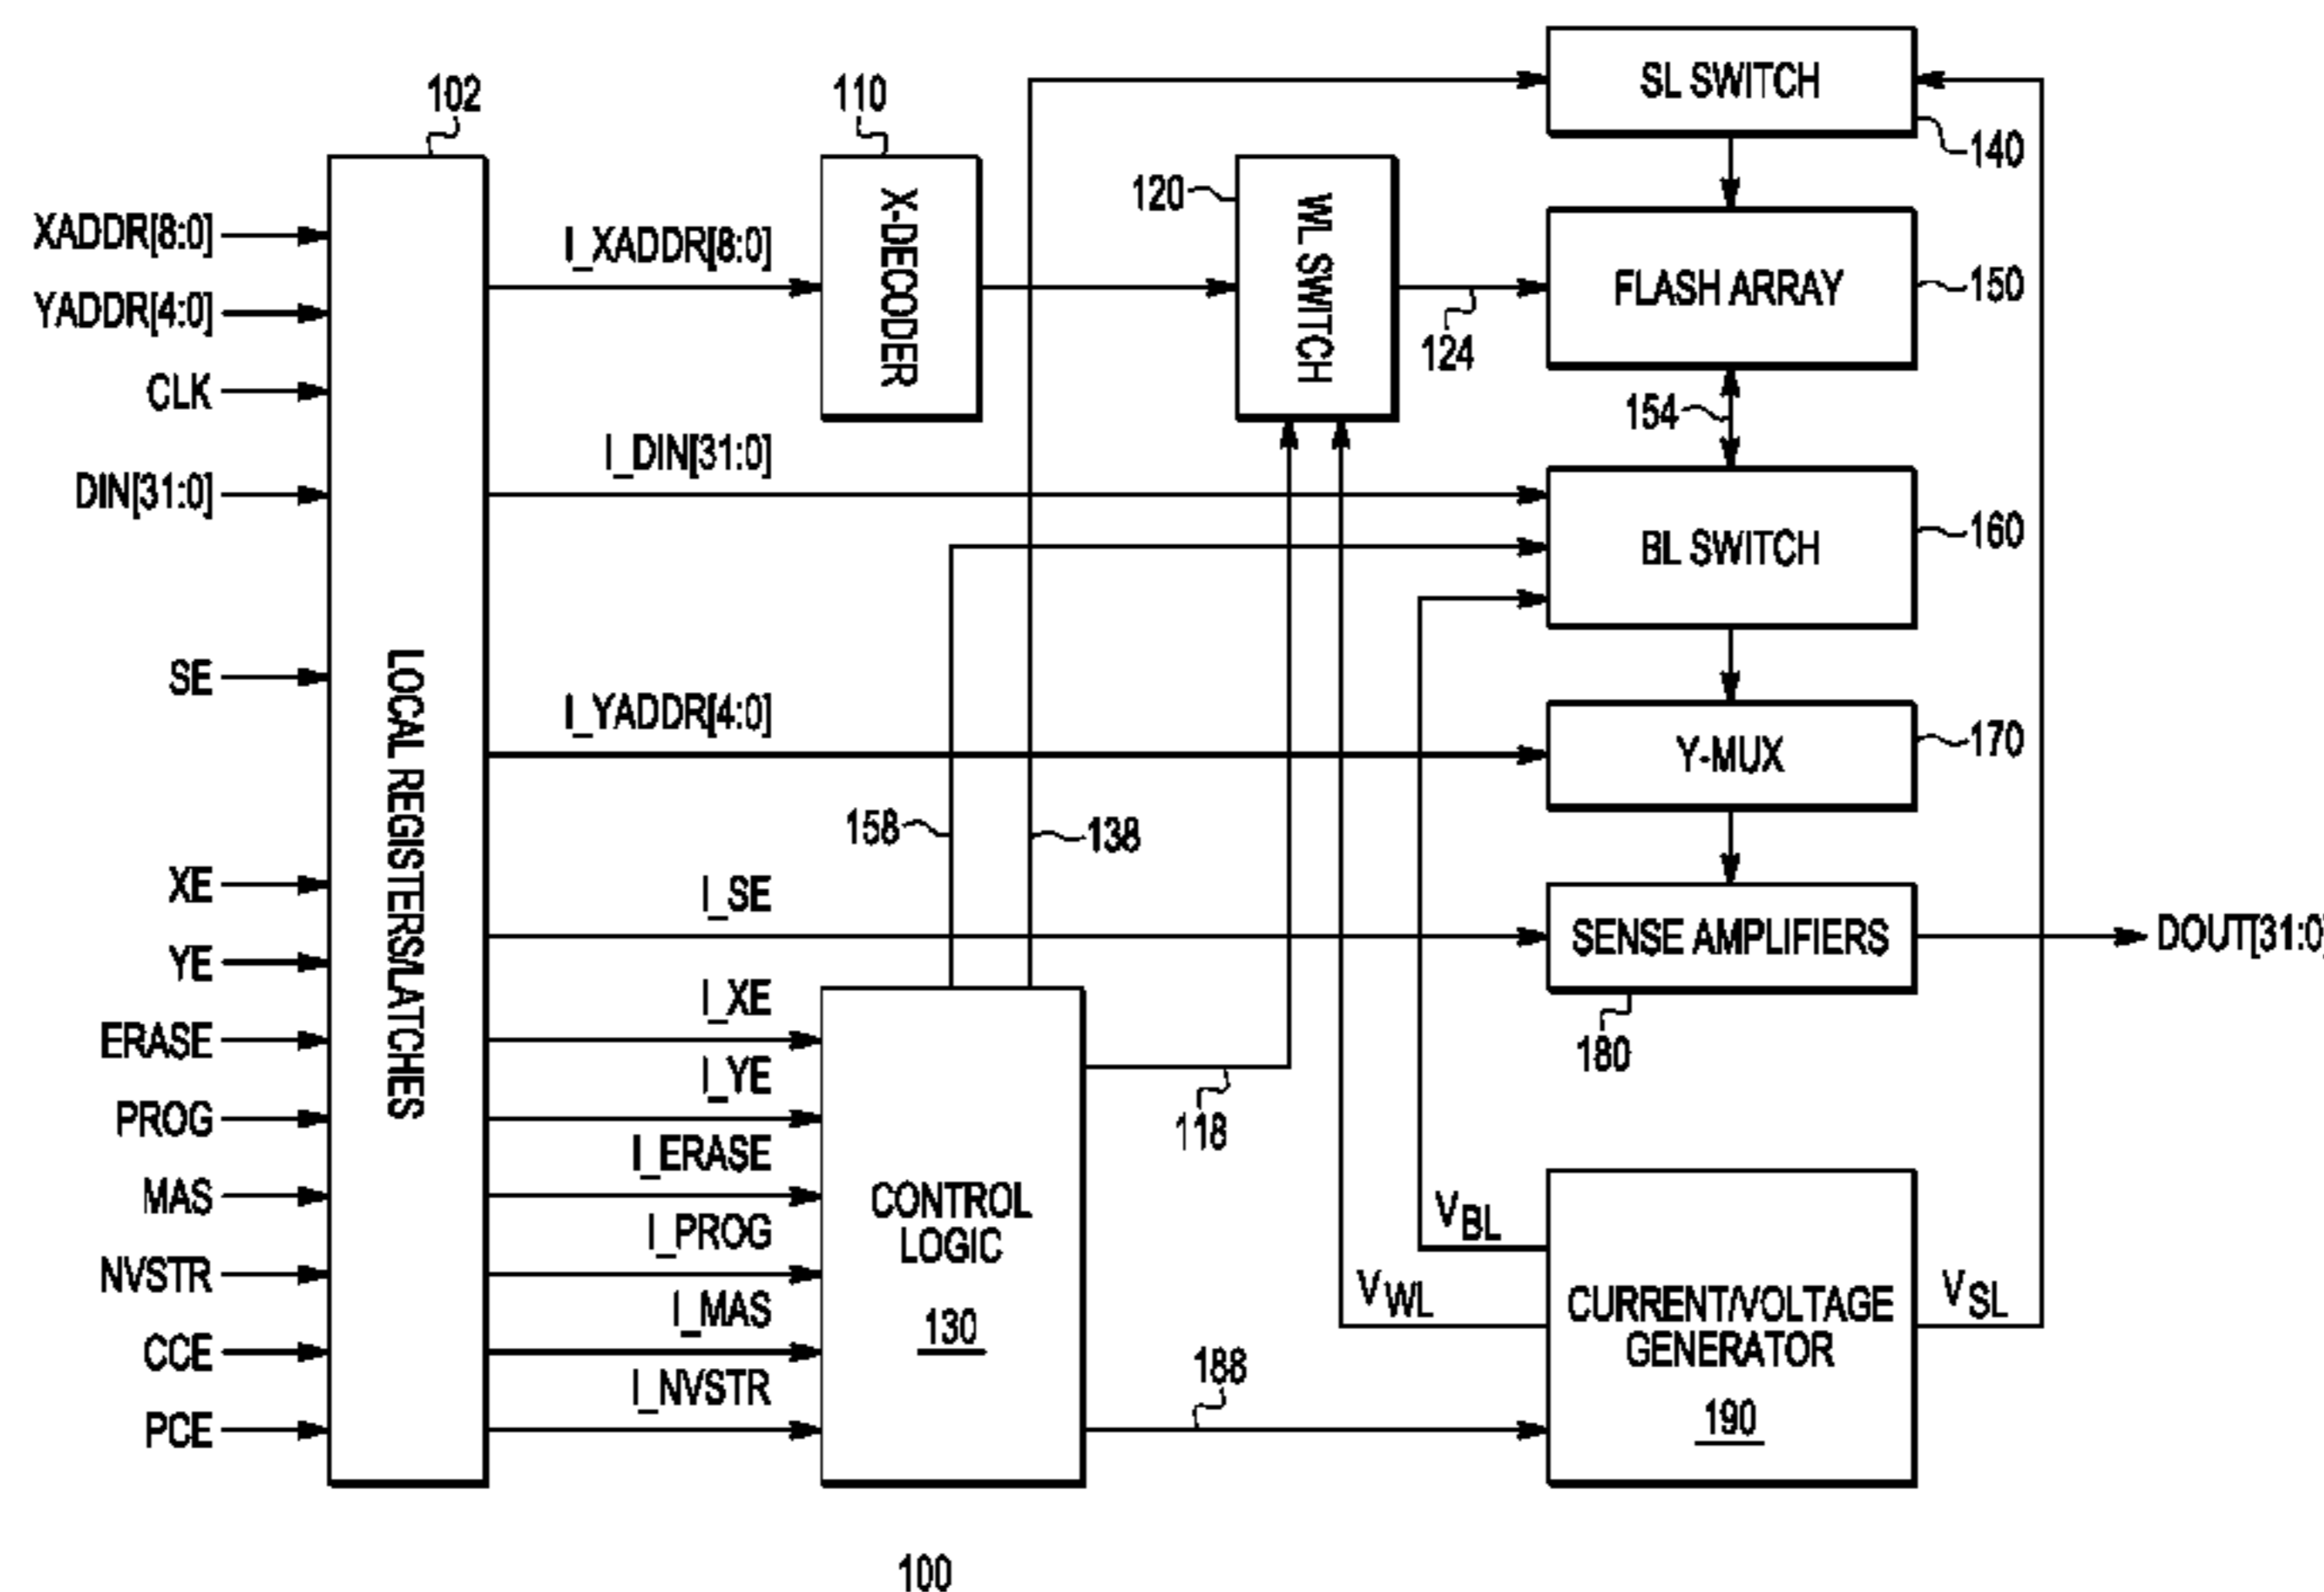 SL SWITCH
102
110
140
XADDR[8:0]
I_XADDR[8:0]
X-DECODER
120
WL SWITCH
FLASH ARRAY
150
YADDR[4:0]
124
CLK
154
I_DIN[31:0]
DIN[31:0]
BL SWITCH
160
SE
LOCAL REGISTERS/LATCHES
I_YADDR[4:0]
Y-MUX
170
158
138
XE
I_SE
YE
SENSE AMPLIFIERS
DOUT[31:0]
I_XE
ERASE
180
I_YE
PROG
118
I_ERASE
MAS
CONTROL
LOGIC
130
I_PROG
VBL
NVSTR
VWL
CURRENT/VOLTAGE
GENERATOR
190
VSL
I_MAS
CCE
I_NVSTR
188
PCE
100